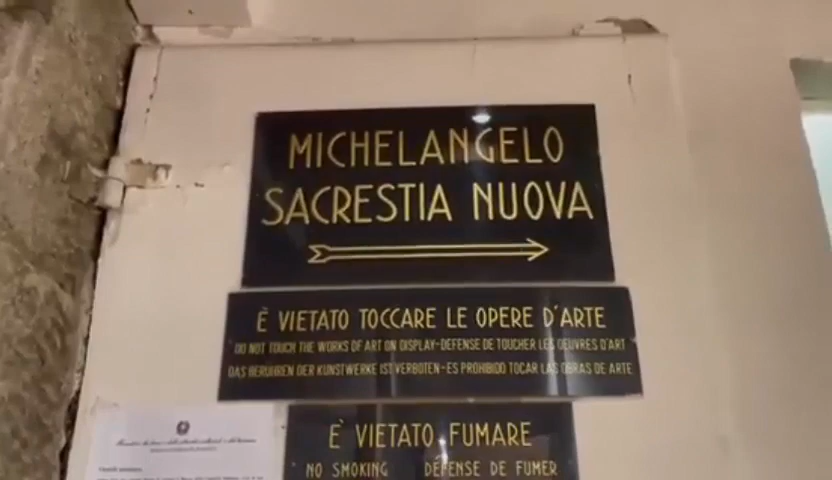 MICHELANGELO
SACRESTIA NUOVA
È VIETATO TOCCARE LE OPERE D'ARTE
DO NOT TOUCH THE WORKS OF ART ON DISPLAY-DEFENSE DE TOUCHER LES OEUVRES D'ART
DAS BERUHREN DER KUNSTWERKE IST VERBOTEN-ES PROHIBIDO TOCAR LAS OBRAS DE ARTE
È VIETATO FUMARE
NO SMOKING DÉFENSE DE FUMER